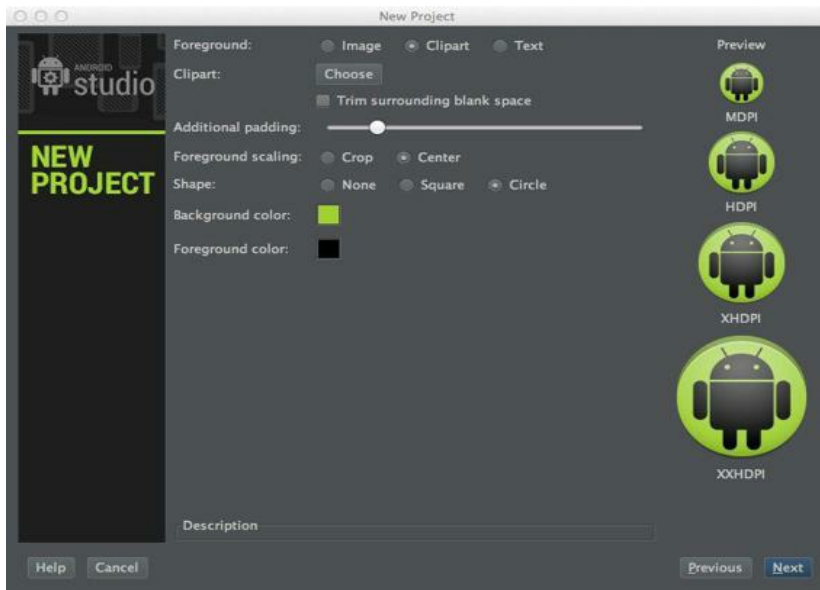 New Project
ANDROID
studio
NEW
PROJECT
Foreground: Image Clipart Text
Clipart: Choose
Trim surrounding blank space
Additional padding:
Foreground scaling: Crop Center
Shape: None Square Circle
Background color:
Foreground color:
Preview
MDPI
HDPI
XHDPI
XXHDPI
Description
Help Cancel Previous Next